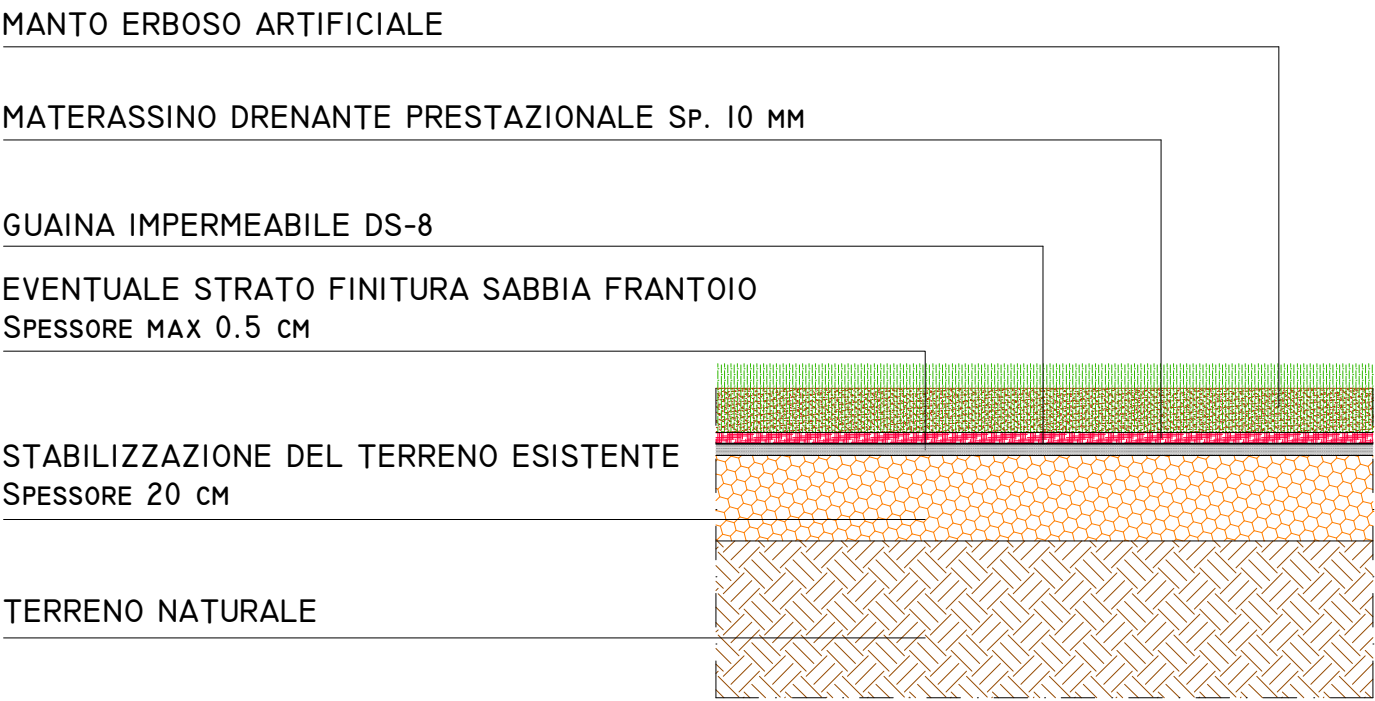 MANTO ERBOSO ARTIFICIALE
MATERASSINO DRENANTE PRESTAZIONALE SP. 10 MM
GUAINA IMPERMEABILE DS-8
EVENTUALE STRATO FINITURA SABBIA FRANTOIO
SPESSORE MAX 0.5 CM
STABILIZZAZIONE DEL TERRENO ESISTENTE
SPESSORE 20 CM
TERRENO NATURALE